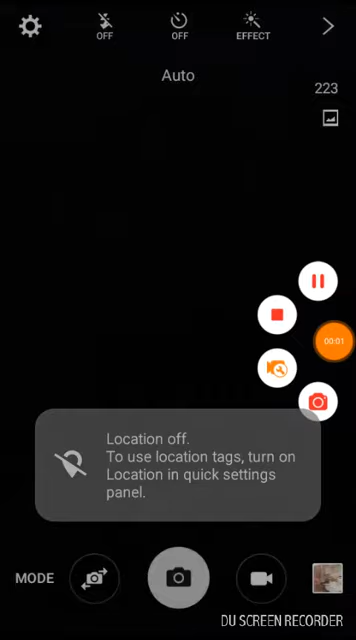 OFF
OFF
EFFECT
Auto
223
00:01
Location off.
To use location tags, turn on
Location in quick settings
panel.
MODE
DU SCREEN RECORDER